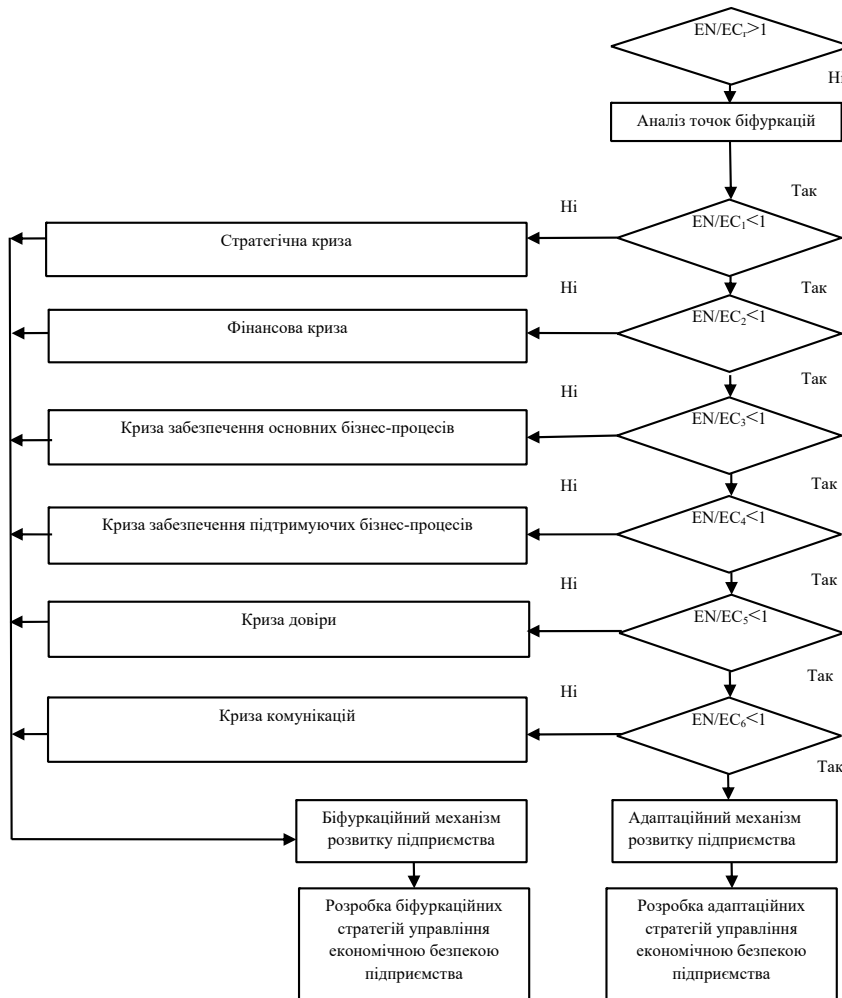 EN/ECᵣ>1
Ні
Аналіз точок біфуркацій
Так
Ні
EN/EC₁<1
Стратегічна криза
Ні
Так
EN/EC₂<1
Фінансова криза
Так
Ні
EN/EC₃<1
Криза забезпечення основних бізнес-процесів
Ні
Так
EN/EC₄<1
Криза забезпечення підтримуючих бізнес-процесів
Ні
Так
EN/EC₅<1
Криза довіри
Так
Ні
EN/EC₆<1
Криза комунікацій
Так
Біфуркаційний механізм
розвитку підприємства
Адаптаційний механізм
розвитку підприємства
Розробка біфуркаційних
стратегій управління
економічною безпекою
підприємства
Розробка адаптаційних
стратегій управління
економічною безпекою
підприємства